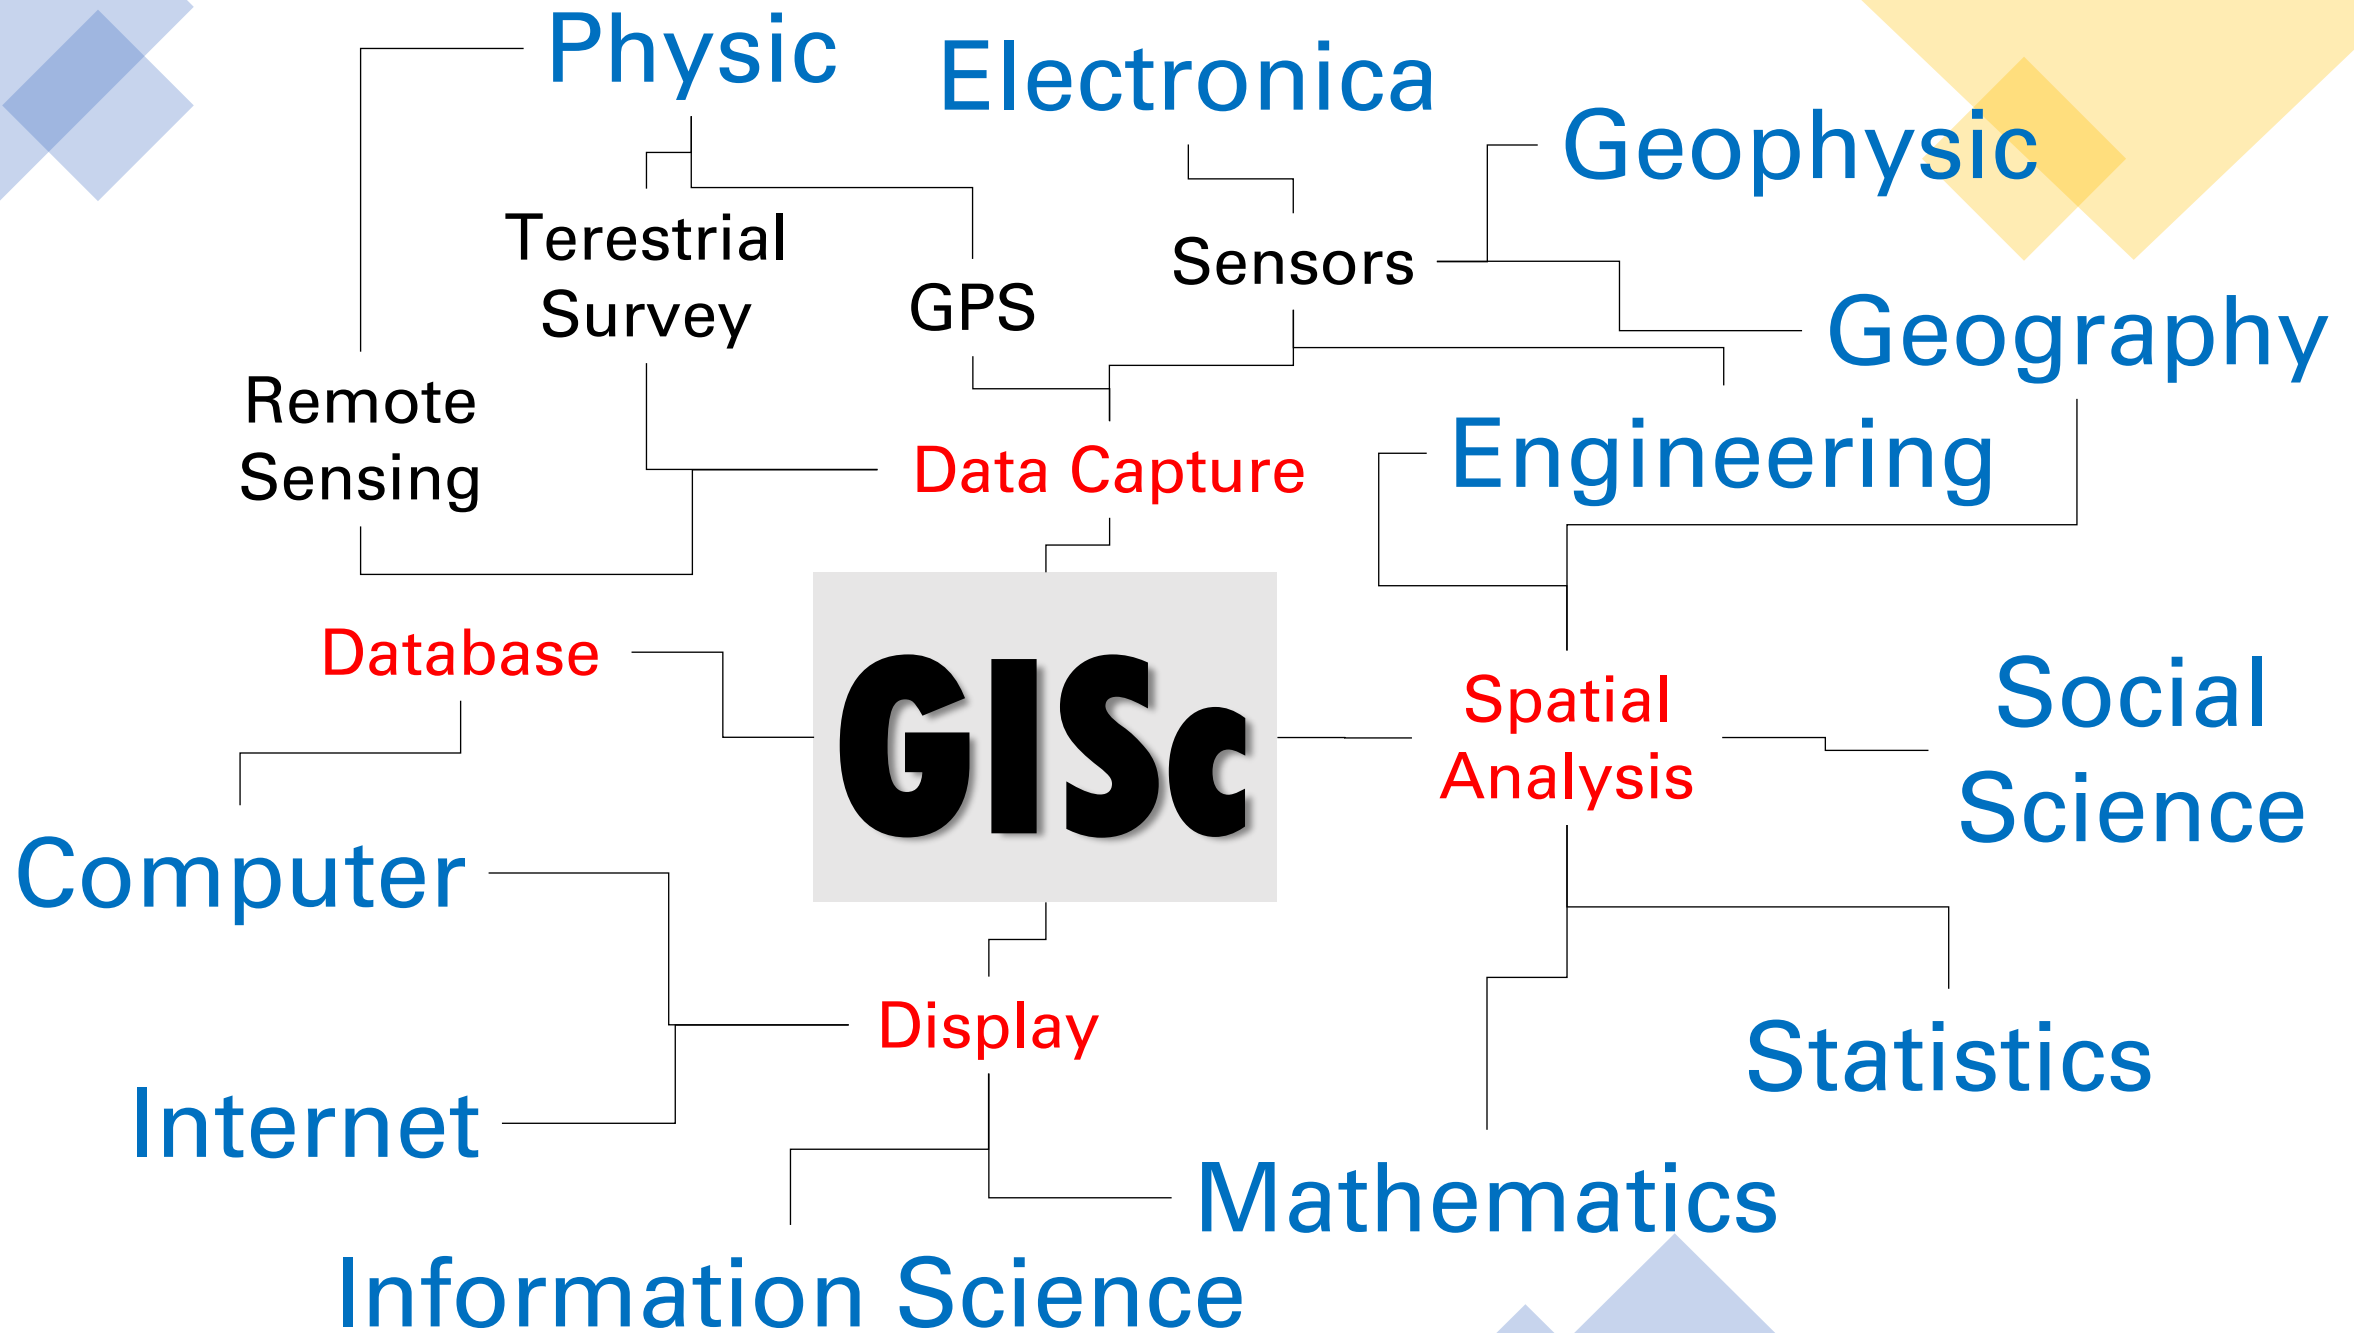 Physic
Electronica
Geophysic
Terestrial
Survey
GPS
Sensors
Geography
Remote
Sensing
Data Capture
Engineering
Database
GISc
Spatial
Analysis
Social
Science
Computer
Display
Statistics
Internet
Mathematics
Information Science